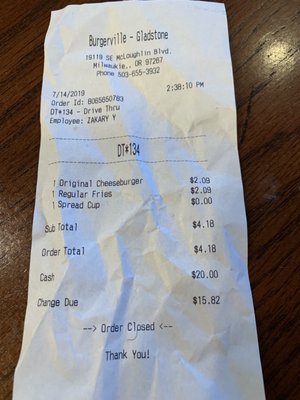 Burgerville - Gladstone
19119 SE McLoughlin Blvd.
Milwaukie,, OR 97267
Phone 503-655-3932
7/14/2019 2:38:10 PM
Order Id: 8065650783
DT*134 - Drive Thru
Employee: ZAKARY Y
DT*134
1 Original Cheeseburger $2.09
1 Regular Fries $2.09
1 Spread Cup $0.00
Sub Total $4.18
Order Total $4.18
Cash $20.00
Change Due $15.82
--> Order Closed <--
Thank You!